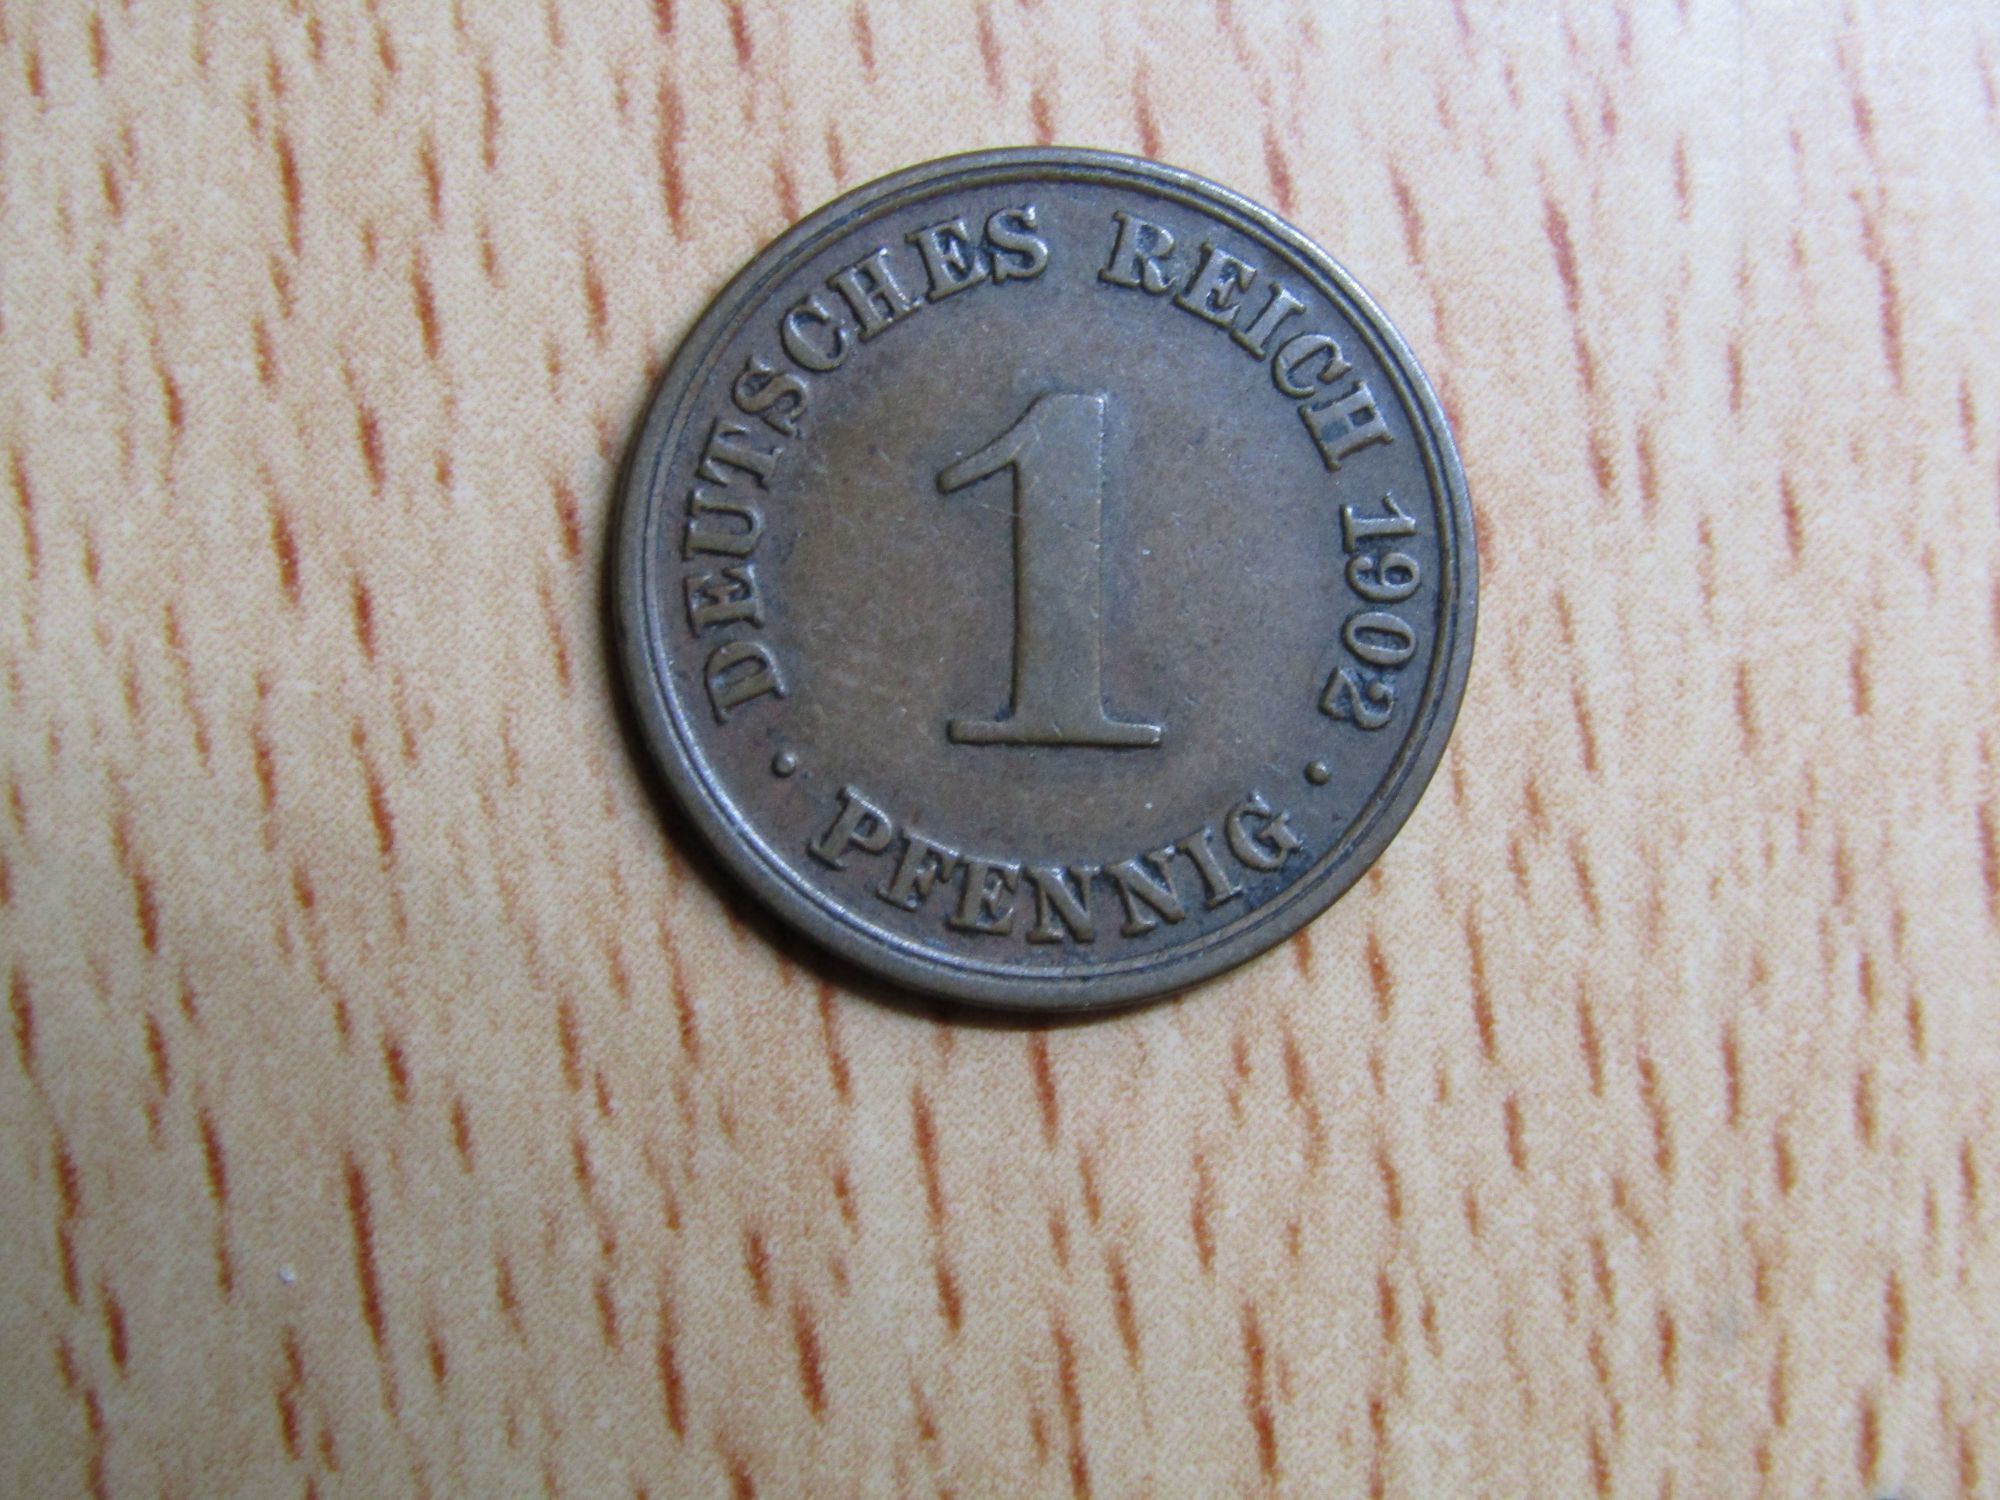 DEUTSCHES REICH 1902
1
· PFENNIG ·